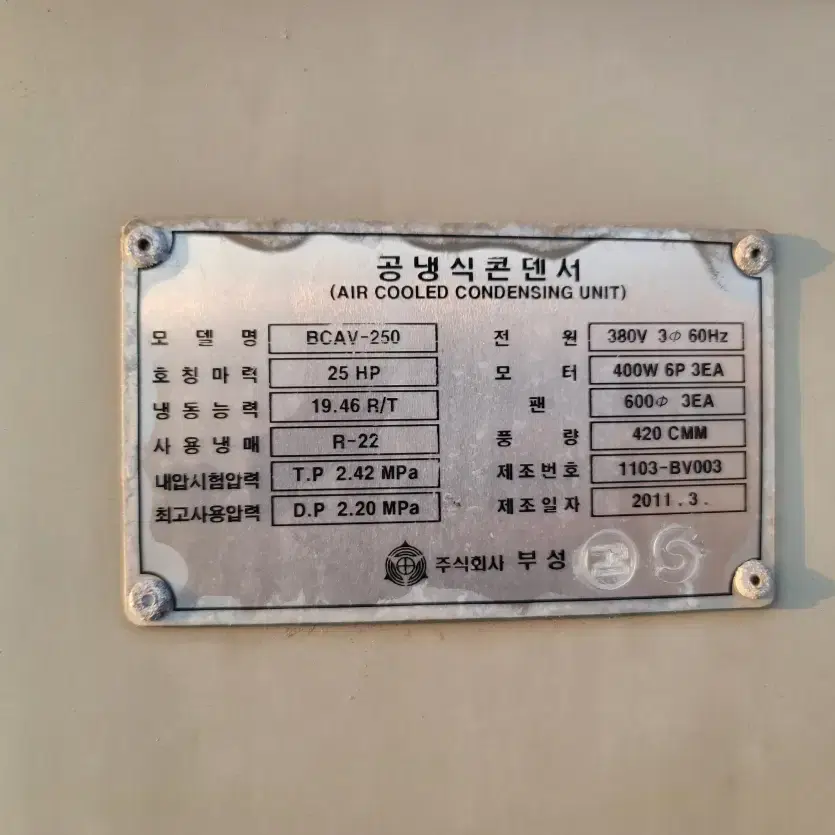 공냉식콘덴서
(AIR COOLED CONDENSING UNIT)
모델명 BCAV-250
호칭마력 25 HP
냉동능력 19.46 R/T
사용냉매 R-22
내압시험압력 T.P 2.42 MPa
최고사용압력 D.P 2.20 MPa
전원 380V 3Φ 60Hz
모터 400W 6P 3EA
팬 600Φ 3EA
풍량 420 CMM
제조번호 1103-BV003
제조일자 2011.3.
주식회사 부성